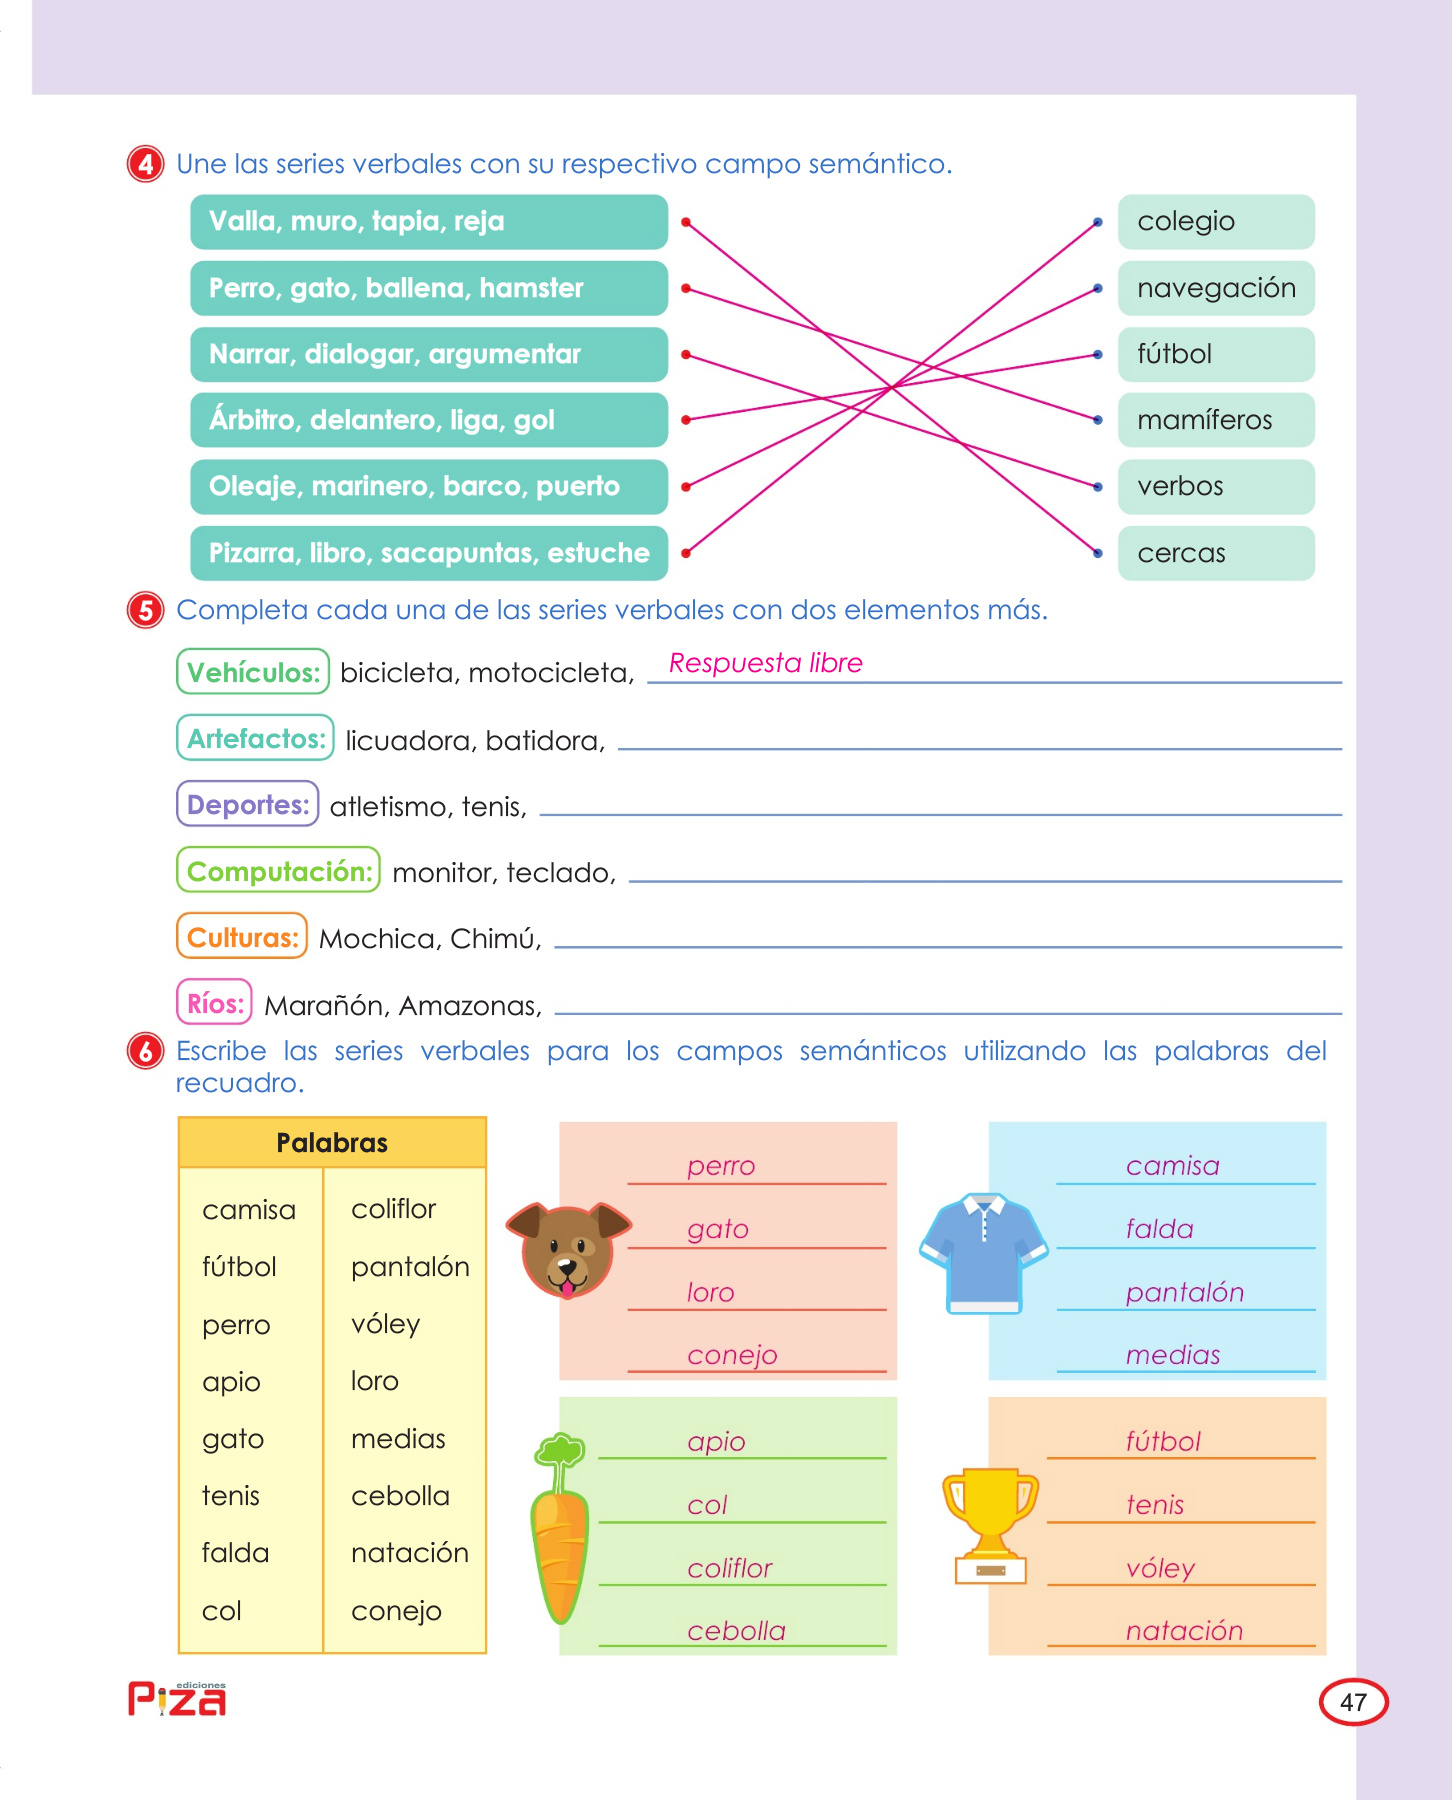 4 Une las series verbales con su respectivo campo semántico.
Valla, muro, tapia, reja
colegio
Perro, gato, ballena, hamster
navegación
Narrar, dialogar, argumentar
fútbol
Árbitro, delantero, liga, gol
mamíferos
Oleaje, marinero, barco, puerto
verbos
Pizarra, libro, sacapuntas, estuche
cercas
5 Completa cada una de las series verbales con dos elementos más.
Vehículos: bicicleta, motocicleta, Respuesta libre
Artefactos: licuadora, batidora,
Deportes: atletismo, tenis,
Computación: monitor, teclado,
Culturas: Mochica, Chimú,
Ríos: Marañón, Amazonas,
6 Escribe las series verbales para los campos semánticos utilizando las palabras del
recuadro.
Palabras
camisa coliflor
fútbol pantalón
perro vóley
apio loro
gato medias
tenis cebolla
falda natación
col conejo
perro
gato
loro
conejo
camisa
falda
pantalón
medias
apio
col
coliflor
cebolla
fútbol
tenis
vóley
natación
ediciones
Piza
47